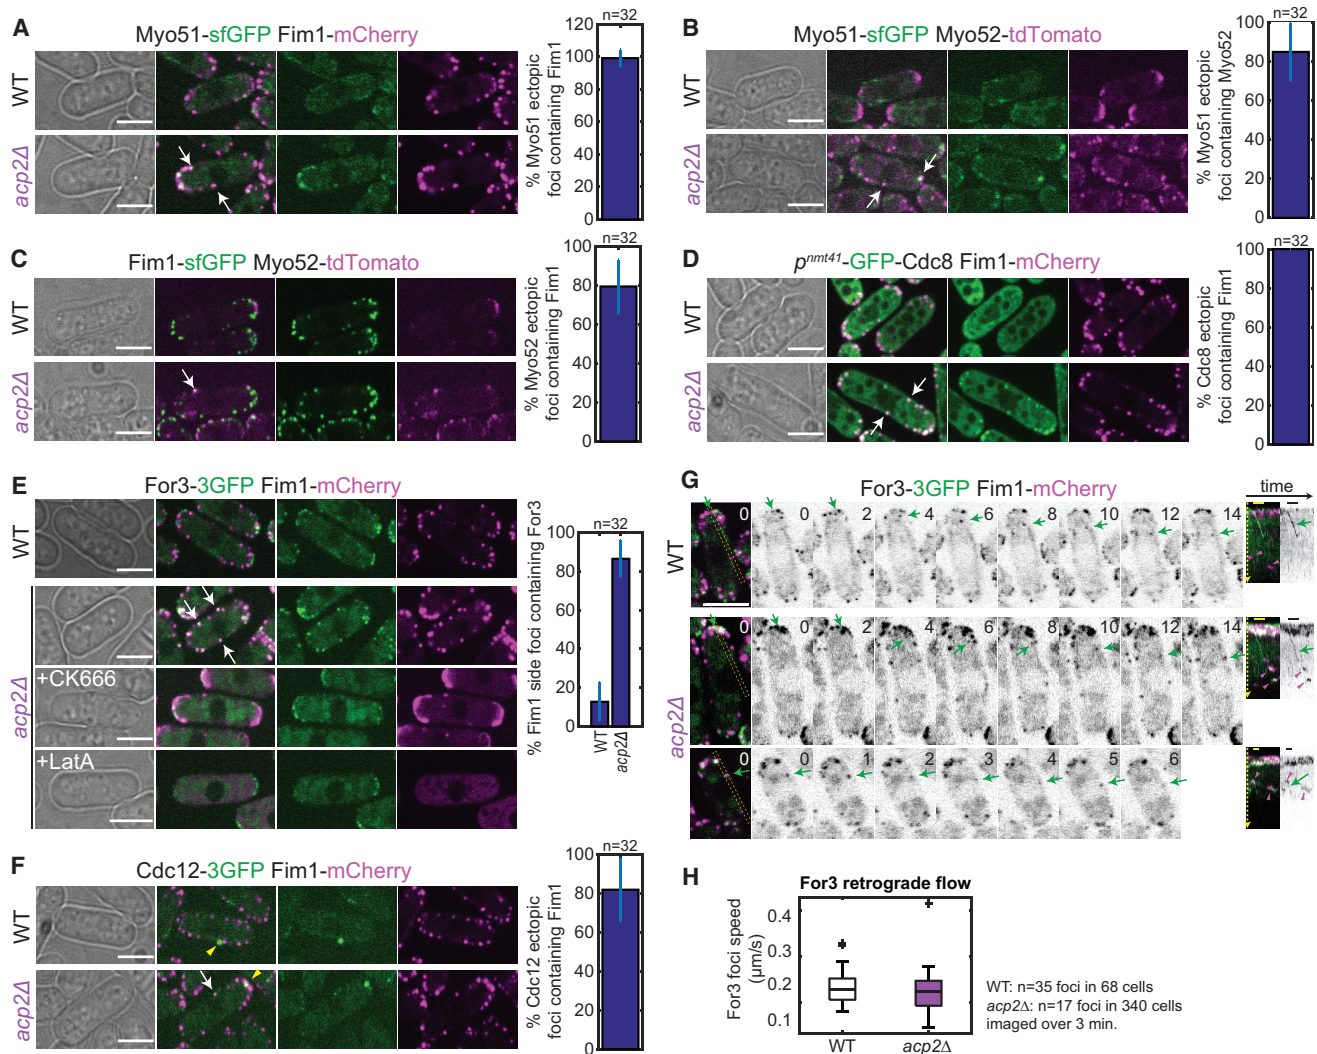 A
Myo51-sfGFP Fim1-mCherry
WT
acp2Δ
n=32
% Myo51 ectopic
foci containing Fim1
120
100
80
60
40
20
0
B
Myo51-sfGFP Myo52-tdTomato
WT
acp2Δ
n=32
% Myo51 ectopic
foci containing Myo52
100
80
60
40
20
0
C
Fim1-sfGFP Myo52-tdTomato
WT
acp2Δ
n=32
% Myo52 ectopic
foci containing Fim1
100
80
60
40
20
0
D
pnmt41-GFP-Cdc8 Fim1-mCherry
WT
acp2Δ
n=32
% Cdc8 ectopic
foci containing Fim1
100
80
60
40
20
0
E
For3-3GFP Fim1-mCherry
WT
acp2Δ
+CK666
+LatA
n=32
% Fim1 side foci containing For3
100
80
60
40
20
0
WT
acp2Δ
F
Cdc12-3GFP Fim1-mCherry
WT
acp2Δ
n=32
% Cdc12 ectopic
foci containing Fim1
100
80
60
40
20
0
G
For3-3GFP Fim1-mCherry
time
WT
0 0 2 4 6 8 10 12 14
acp2Δ
0 0 2 4 6 8 10 12 14
0 0 1 2 3 4 5 6
H
For3 retrograde flow
For3 foci speed
(μm/s)
0.4
0.3
0.2
0.1
WT
acp2Δ
WT: n=35 foci in 68 cells
acp2Δ: n=17 foci in 340 cells
imaged over 3 min.